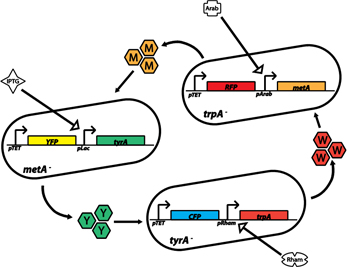 Arab
M M
M
IPTG
RFP metA
pTET pArab
trpA-
YFP tyrA
pTET pLac
metA-
W
W W
Y Y
Y
CFP trpA
pTET pRham
tyrA-
Rham